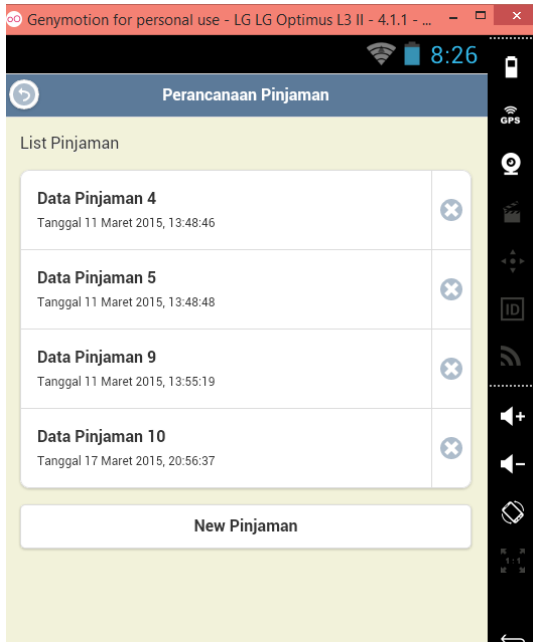 Genymotion for personal use - LG LG Optimus L3 II - 4.1.1 - ...
8:26
Perancanaan Pinjaman
GPS
List Pinjaman
Data Pinjaman 4
Tanggal 11 Maret 2015, 13:48:46
Data Pinjaman 5
Tanggal 11 Maret 2015, 13:48:48
ID
Data Pinjaman 9
Tanggal 11 Maret 2015, 13:55:19
Data Pinjaman 10
Tanggal 17 Maret 2015, 20:56:37
New Pinjaman
1:1